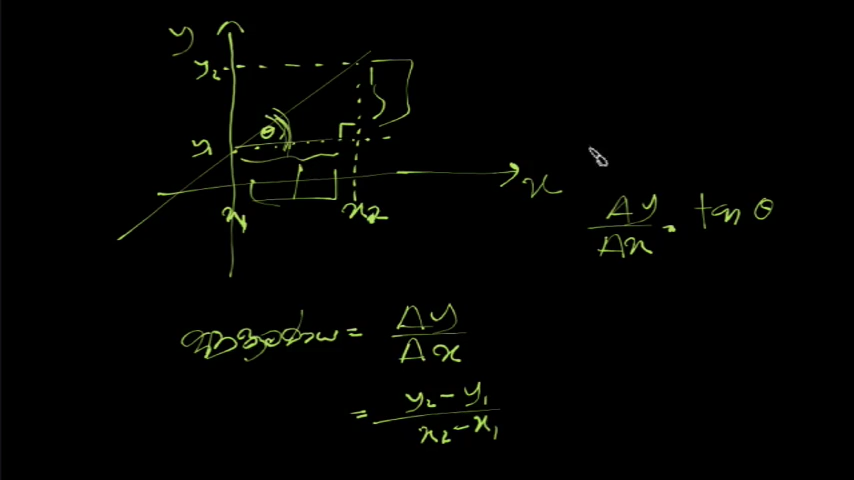 y
y₂
θ
y₁
x
x₁
x₂
Δy/Δx = tan θ
= Δy/Δx
= y₂ - y₁ / x₂ - x₁